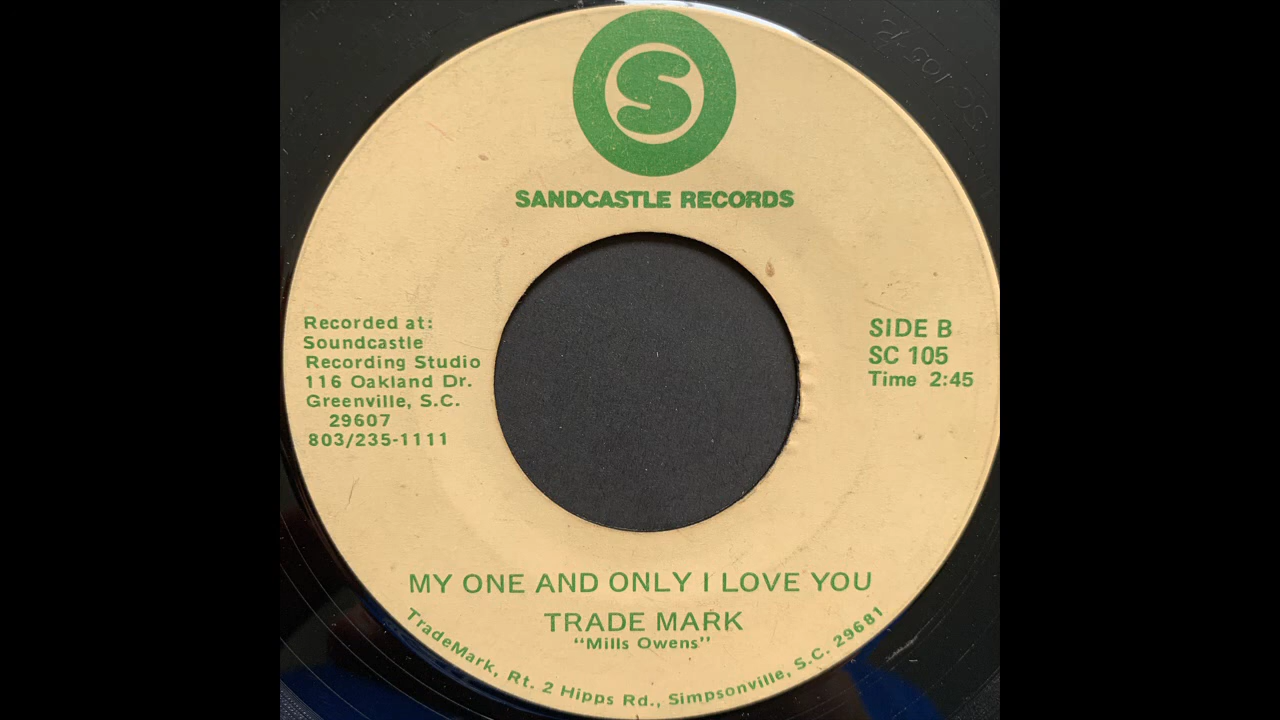 S
SANDCASTLE RECORDS
Recorded at:
Soundcastle
Recording Studio
116 Oakland Dr.
Greenville, S.C.
29607
803/235-1111
SIDE B
SC 105
Time 2:45
MY ONE AND ONLY I LOVE YOU
TRADE MARK
"Mills Owens"
TradeMark, Rt. 2 Hipps Rd., Simpsonville, S.C. 29681